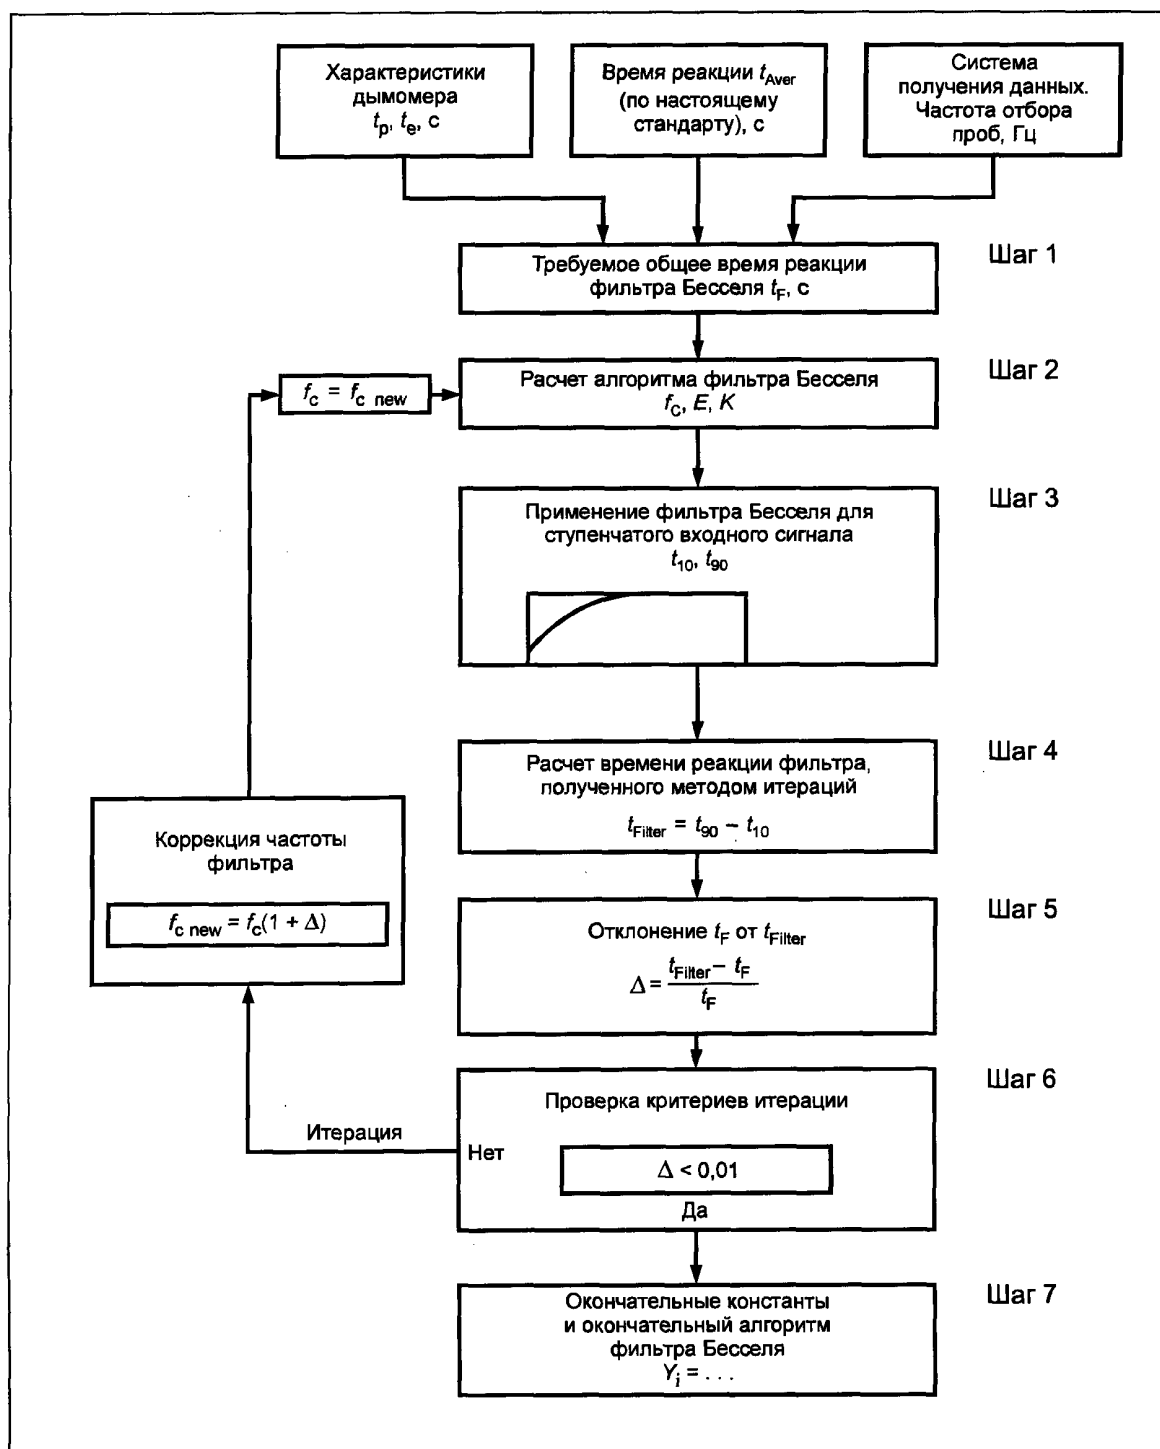 Характеристики
дымомера
tp, te, с
Время реакции tAver
(по настоящему
стандарту), с
Система
получения данных.
Частота отбора
проб, Гц
Шаг 1
Требуемое общее время реакции
фильтра Бесселя tF, с
Шаг 2
Расчет алгоритма фильтра Бесселя
fc, E, K
fc = fc new
Шаг 3
Применение фильтра Бесселя для
ступенчатого входного сигнала
t10, t90
Шаг 4
Расчет времени реакции фильтра,
полученного методом итераций
tFilter = t90 – t10
Коррекция частоты
фильтра
fc new = fc(1 + Δ)
Шаг 5
Отклонение tF от tFilter
Δ = (tFilter – tF) / tF
Шаг 6
Проверка критериев итерации
Итерация
Нет
Δ < 0,01
Да
Шаг 7
Окончательные константы
и окончательный алгоритм
фильтра Бесселя
Yi = . . .